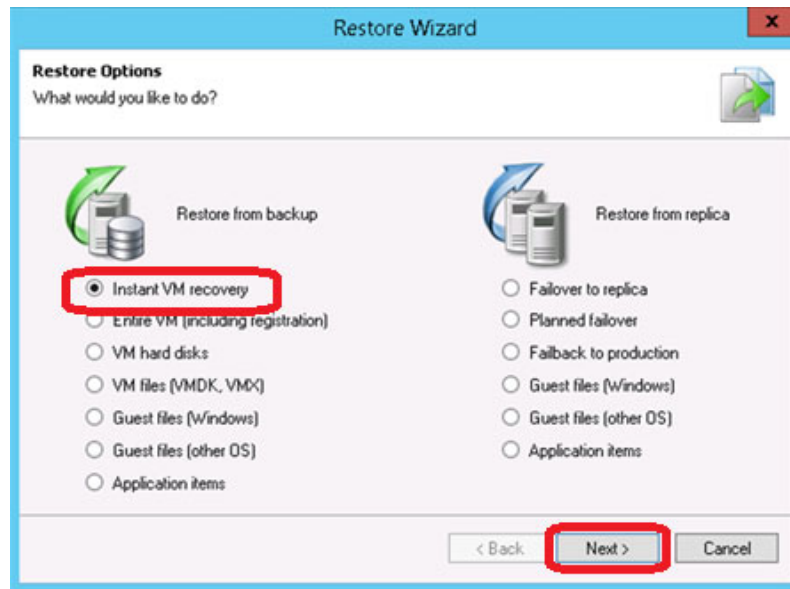 Restore Wizard
x
Restore Options
What would you like to do?
Restore from backup
Instant VM recovery
Entire VM (including registration)
VM hard disks
VM files (VMDK, VMX)
Guest files (Windows)
Guest files (other OS)
Application items
Restore from replica
Failover to replica
Planned failover
Failback to production
Guest files (Windows)
Guest files (other OS)
Application items
< Back
Next >
Cancel